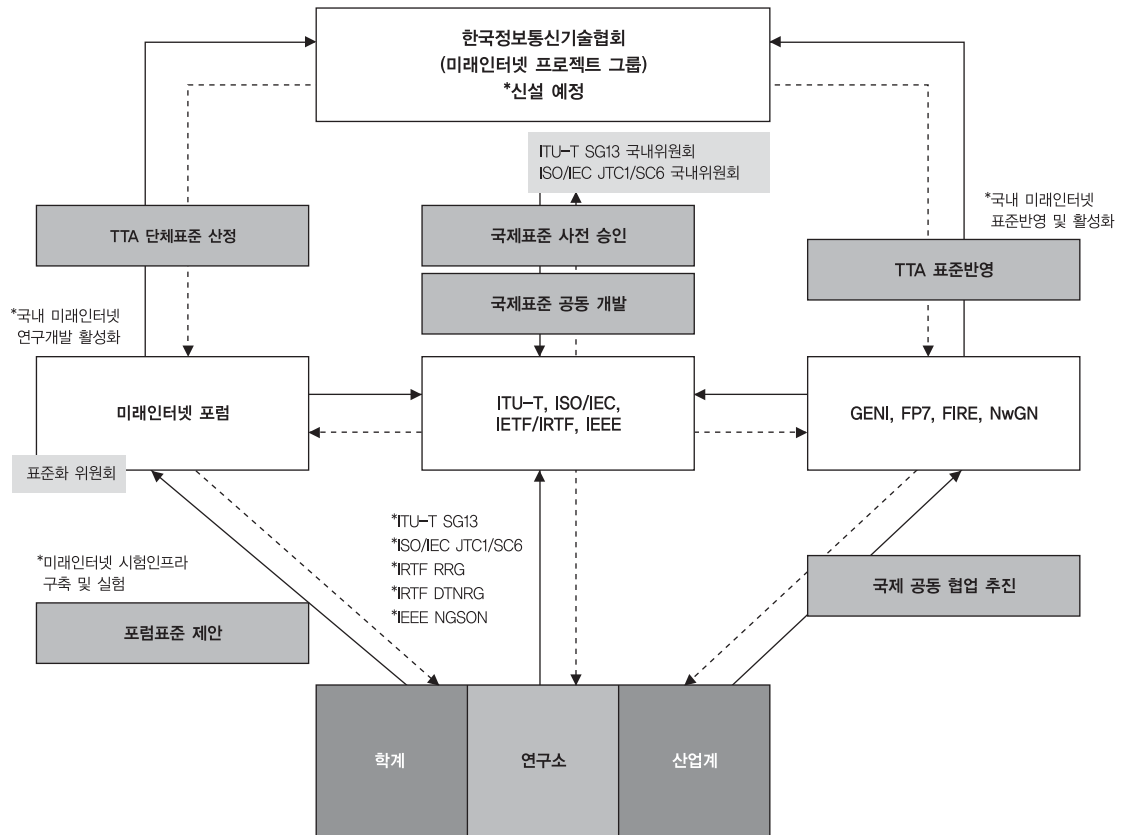 한국정보통신기술협회
(미래인터넷 프로젝트 그룹)
*신설 예정
ITU-T SG13 국내위원회
ISO/IEC JTC1/SC6 국내위원회
*국내 미래인터넷
표준반영 및 활성화
TTA 단체표준 산정
국제표준 사전 승인
TTA 표준반영
국제표준 공동 개발
*국내 미래인터넷
연구개발 활성화
미래인터넷 포럼
ITU-T, ISO/IEC,
IETF/IRTF, IEEE
GENI, FP7, FIRE, NwGN
표준화 위원회
*ITU-T SG13
*ISO/IEC JTC1/SC6
*IRTF RRG
*IRTF DTNRG
*IEEE NGSON
*미래인터넷 시험인프라
구축 및 실험
국제 공동 협업 추진
포럼표준 제안
학계
연구소
산업계